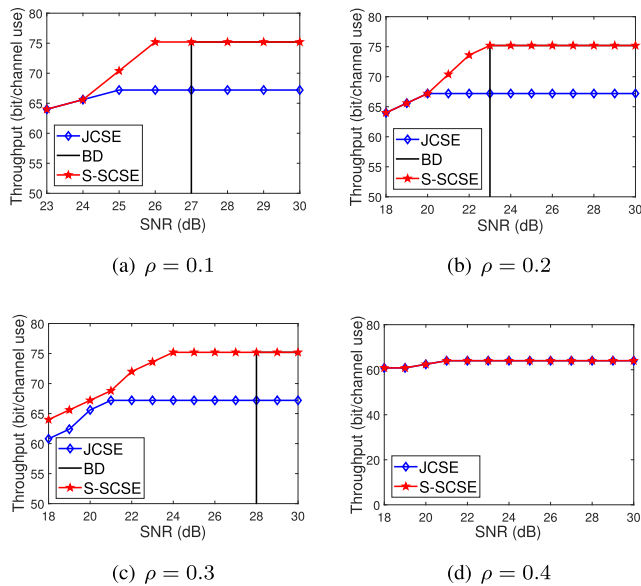 Throughput (bit/channel use)
80
75
70
65
60
55
50
JCSE
BD
S-SCSE
23 24 25 26 27 28 29 30
SNR (dB)
(a) ρ = 0.1
Throughput (bit/channel use)
80
75
70
65
60
55
50
JCSE
BD
S-SCSE
18 20 22 24 26 28 30
SNR (dB)
(b) ρ = 0.2
Throughput (bit/channel use)
80
75
70
65
60
55
50
JCSE
BD
S-SCSE
18 20 22 24 26 28 30
SNR (dB)
(c) ρ = 0.3
Throughput (bit/channel use)
80
60
40
20
0
JCSE
S-SCSE
18 20 22 24 26 28 30
SNR (dB)
(d) ρ = 0.4